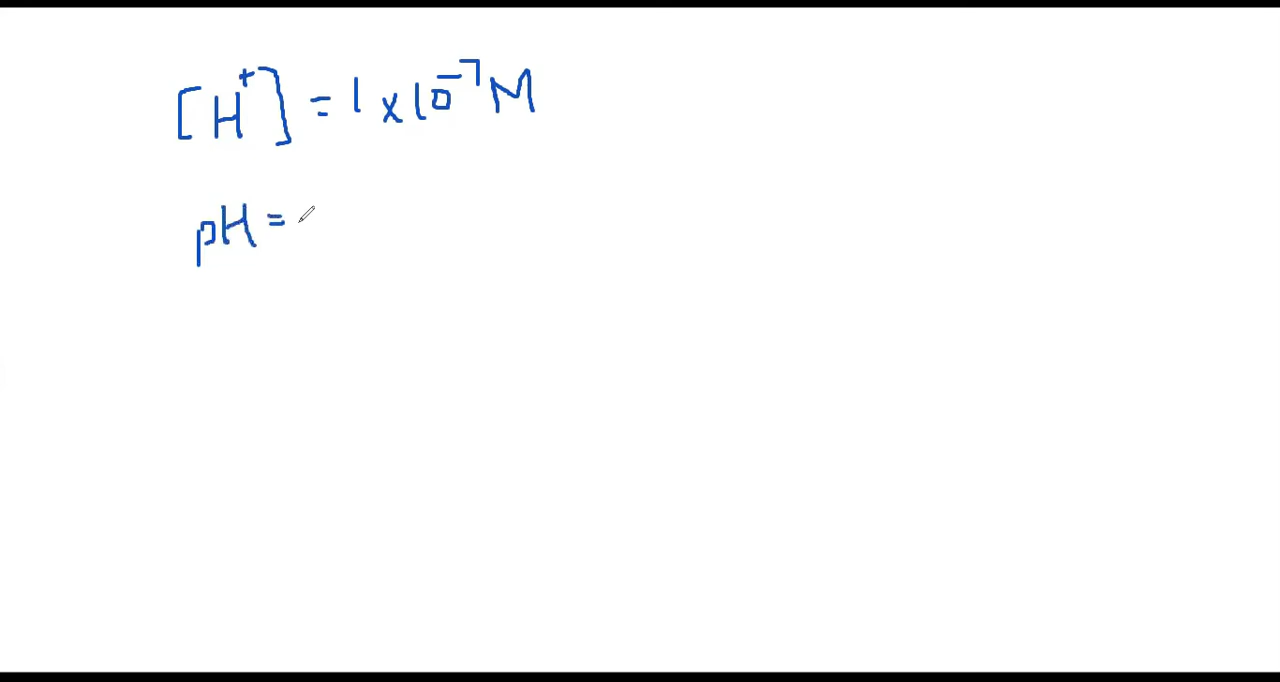 [H⁺] = 1 x 10⁻⁷ M
pH =